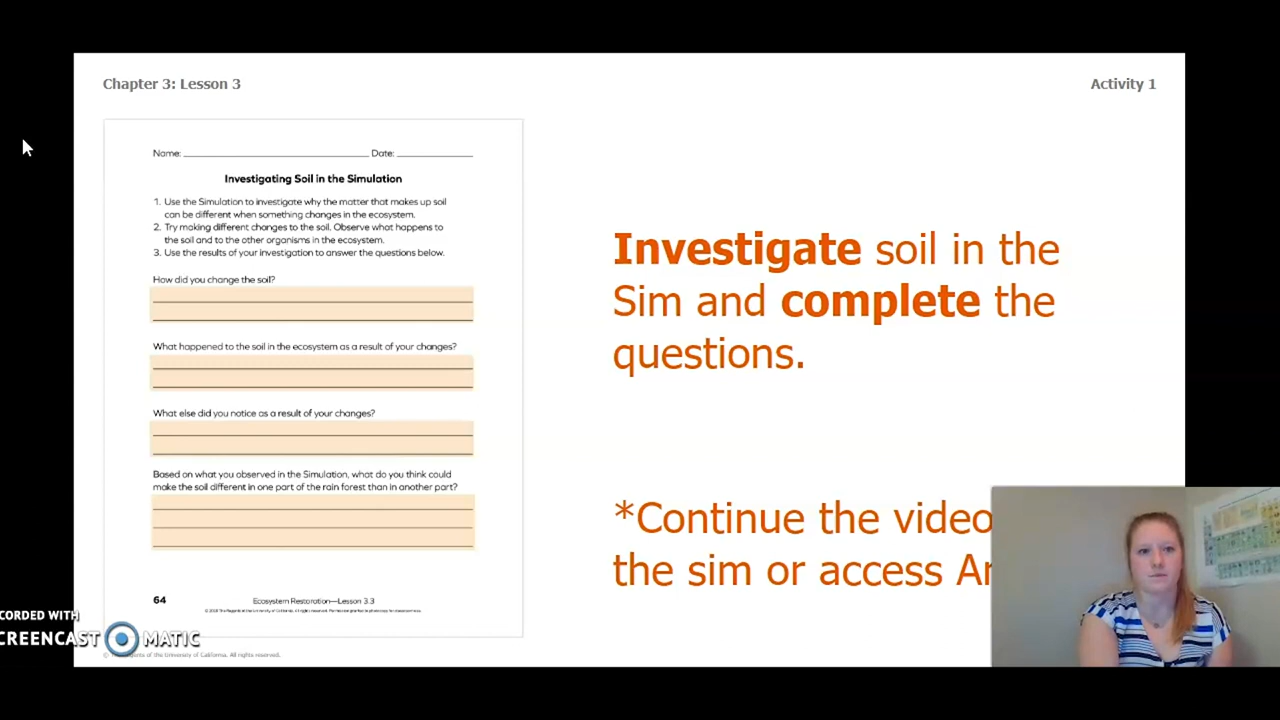 Chapter 3: Lesson 3
Activity 1
Name: Date:
Investigating Soil in the Simulation
1. Use the Simulation to investigate why the matter that makes up soil
can be different when something changes in the ecosystem.
2. Try making different changes to the soil. Observe what happens to
the soil and to the other organisms in the ecosystem.
3. Use the results of your investigation to answer the questions below.
How did you change the soil?
What happened to the soil in the ecosystem as a result of your changes?
What else did you notice as a result of your changes?
Based on what you observed in the Simulation, what do you think could
make the soil different in one part of the rain forest than in another part?
64
Ecosystem Restoration—Lesson 3.3
Investigate soil in the
Sim and complete the
questions.
*Continue the video
the sim or access
CORDED WITH
CREENCAST MATIC
of the University of California. All rights reserved.